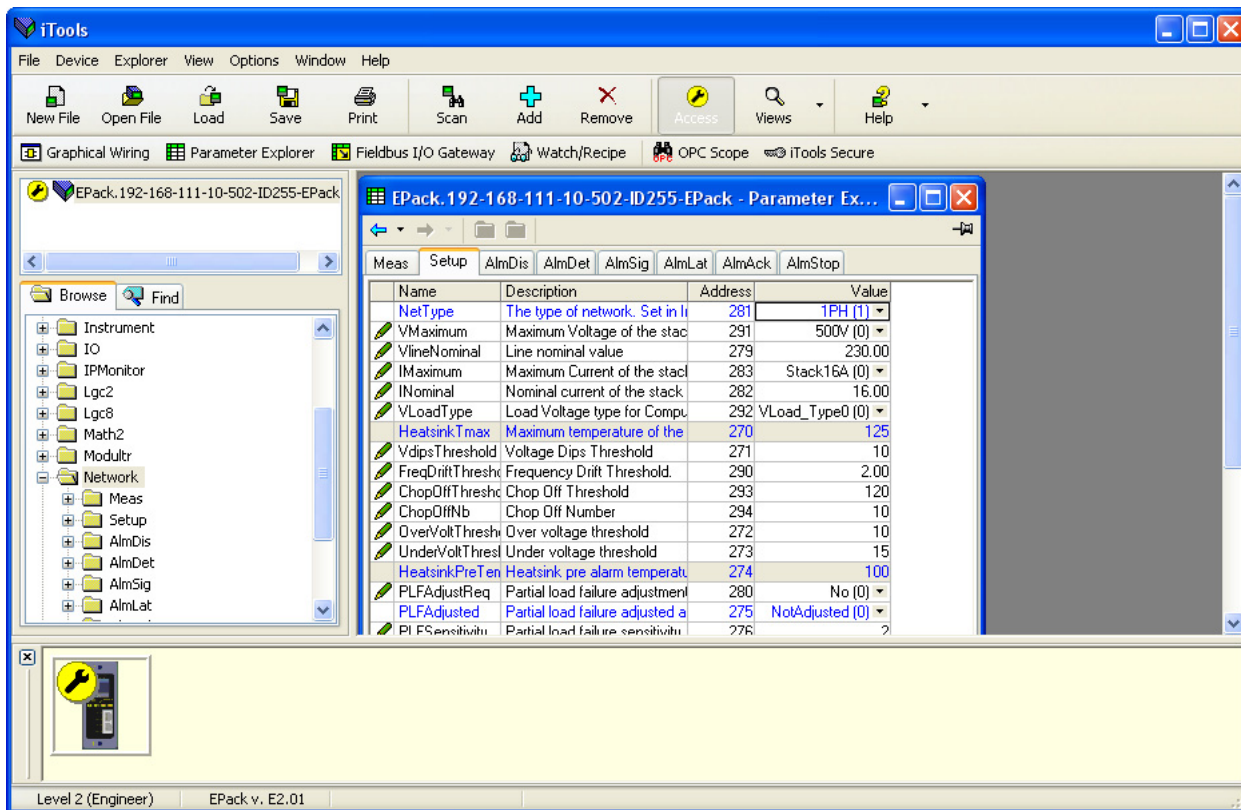 iTools
File Device Explorer View Options Window Help
New File Open File Load Save Print Scan Add Remove Access Views Help
Graphical Wiring Parameter Explorer Fieldbus I/O Gateway Watch/Recipe OPC Scope iTools Secure
EPack.192-168-111-10-502-ID255-EPack
Browse Find
Instrument
IO
IPMonitor
Lgc2
Lgc8
Math2
Modultr
Network
Meas
Setup
AlmDis
AlmDet
AlmSig
AlmLat
EPack.192-168-111-10-502-ID255-EPack - Parameter Ex...
Meas Setup AlmDis AlmDet AlmSig AlmLat AlmAck AlmStop
Name Description Address Value
NetType The type of network. Set in 281 1PH (1)
VMaximum Maximum Voltage of the stac 291 500V (0)
VlineNominal Line nominal value 279 230.00
IMaximum Maximum Current of the stac 283 Stack16A (0)
INominal Nominal current of the stack 282 16.00
VLoadType Load Voltage type for Compu 292 VLoad_Type0 (0)
HeatsinkTmax Maximum temperature of the 270 125
VdipsThreshold Voltage Dips Threshold 271 10
FreqDriftThresh Frequency Drift Threshold. 290 2.00
ChopOffThresh Chop Off Threshold 293 120
ChopOffNb Chop Off Number 294 10
OverVoltThresh Over voltage threshold 272 10
UnderVoltThres Under voltage threshold 273 15
HeatsinkPreTen Heatsink pre alarm temperat 274 100
PLFAdjustReq Partial load failure adjustment 280 No (0)
PLFAdjusted Partial load failure adjusted a 275 NotAdjusted (0)
PLFSensitivity Partial load failure sensitivity 276 2
Level 2 (Engineer) EPack v. E2.01